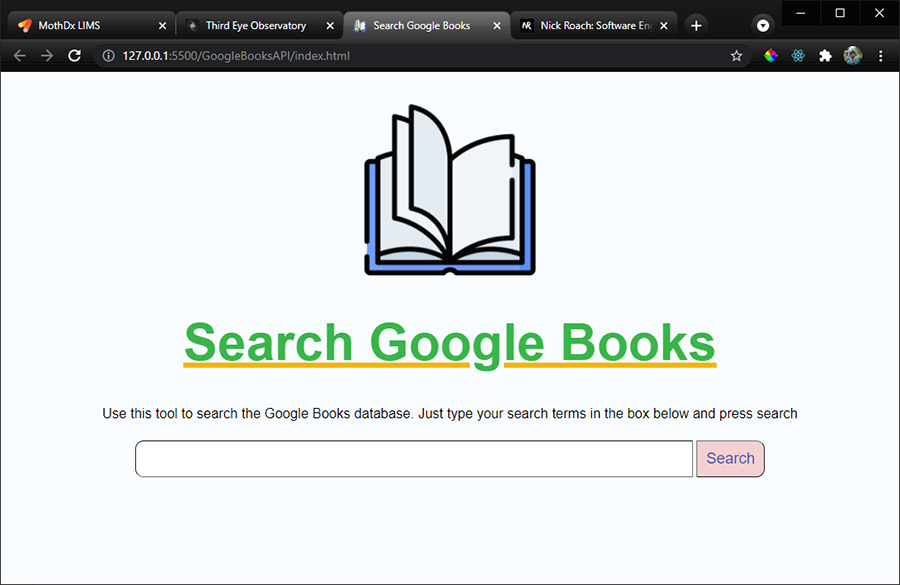 MothDx LIMS
Third Eye Observatory
Search Google Books
NR
Nick Roach: Software Eng
127.0.0.1:5500/GoogleBooksAPI/index.html
Search Google Books
Use this tool to search the Google Books database. Just type your search terms in the box below and press search
Search